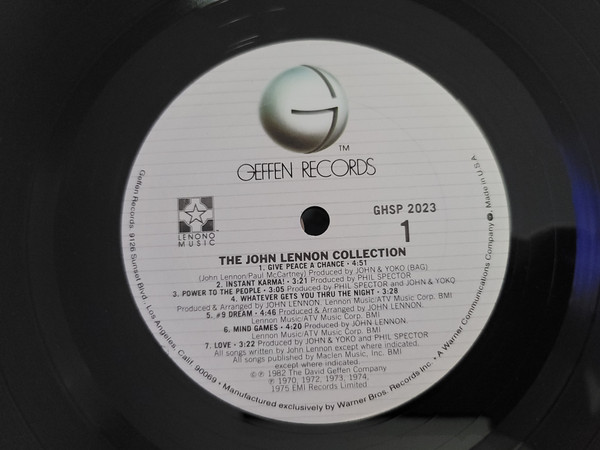 TM
GEFFEN RECORDS
LENONO
MUSIC
GHSP 2023
1
THE JOHN LENNON COLLECTION
1. GIVE PEACE A CHANCE • 4:51
(John Lennon/Paul McCartney) Produced by JOHN & YOKO (BAG)
2. INSTANT KARMA! • 3:21 Produced by PHIL SPECTOR
3. POWER TO THE PEOPLE • 3:05 Produced by PHIL SPECTOR and JOHN & YOKO
4. WHATEVER GETS YOU THRU THE NIGHT • 3:28
Produced & Arranged by JOHN LENNON. Lennon Music/ATV Music Corp. BMI
5. #9 DREAM • 4:46 Produced & Arranged by JOHN LENNON.
Lennon Music/ATV Music Corp. BMI
6. MIND GAMES • 4:20 Produced by JOHN LENNON.
Lennon Music/ATV Music Corp. BMI
7. LOVE • 3:22 Produced by JOHN & YOKO and PHIL SPECTOR
All songs written by John Lennon except where indicated.
All songs published by Maclen Music, Inc. BMI
except where indicated.
©℗ 1982 The David Geffen Company
℗ 1970, 1972, 1973, 1974,
1975 EMI Records Limited
Geffen Records, 9126 Sunset Blvd., Los Angeles, Calif. 90069 • Manufactured exclusively by Warner Bros. Records Inc. • A Warner Communications Company • Made in U.S.A.